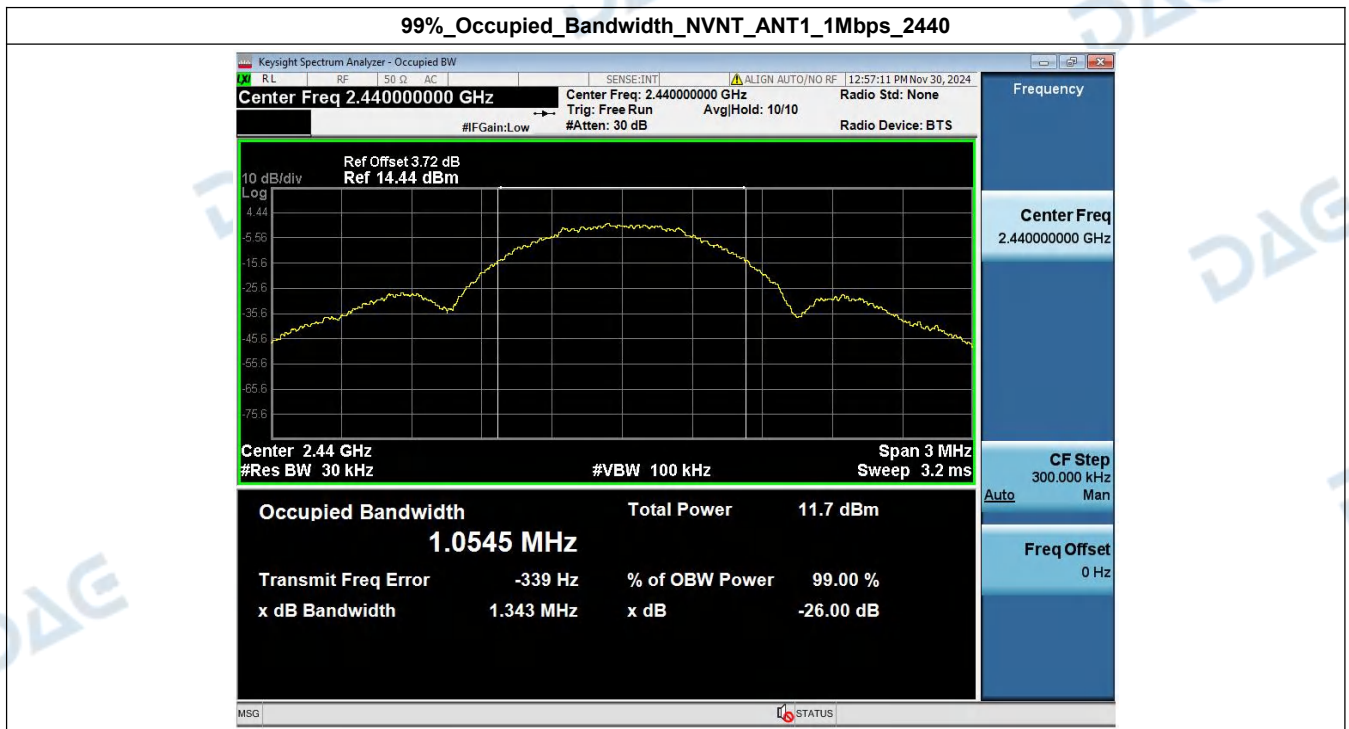 99%_Occupied_Bandwidth_NVNT_ANT1_1Mbps_2440
Keysight Spectrum Analyzer - Occupied BW
LXI RL RF 50 Ω AC SENSE:INT ALIGN AUTO/NO RF 12:57:11 PM Nov 30, 2024
Center Freq 2.440000000 GHz
Center Freq: 2.440000000 GHz Radio Std: None
Trig: Free Run Avg|Hold: 10/10
#IFGain:Low #Atten: 30 dB Radio Device: BTS
Frequency
Ref Offset 3.72 dB
10 dB/div Ref 14.44 dBm
Log
4.44
-5.56
-15.6
-25.6
-35.6
-45.6
-55.6
-65.6
-75.6
Center Freq
2.440000000 GHz
Center 2.44 GHz Span 3 MHz
#Res BW 30 kHz #VBW 100 kHz Sweep 3.2 ms
CF Step
300.000 kHz
Auto Man
Occupied Bandwidth Total Power 11.7 dBm
1.0545 MHz
Transmit Freq Error -339 Hz % of OBW Power 99.00 %
x dB Bandwidth 1.343 MHz x dB -26.00 dB
Freq Offset
0 Hz
MSG STATUS
DAG
DAG